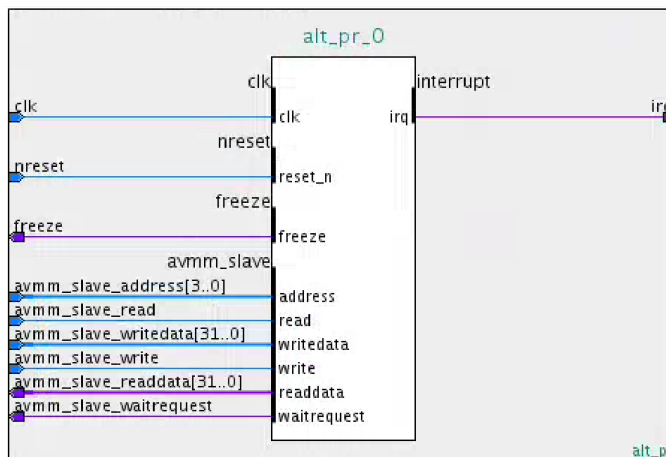 alt_pr_0
clk
interrupt
clk
clk
irq
irq
nreset
nreset
reset_n
freeze
freeze
freeze
avmm_slave
avmm_slave_address[3..0]
address
avmm_slave_read
read
avmm_slave_writedata[31..0]
writedata
avmm_slave_write
write
avmm_slave_readdata[31..0]
readdata
avmm_slave_waitrequest
waitrequest
alt_p